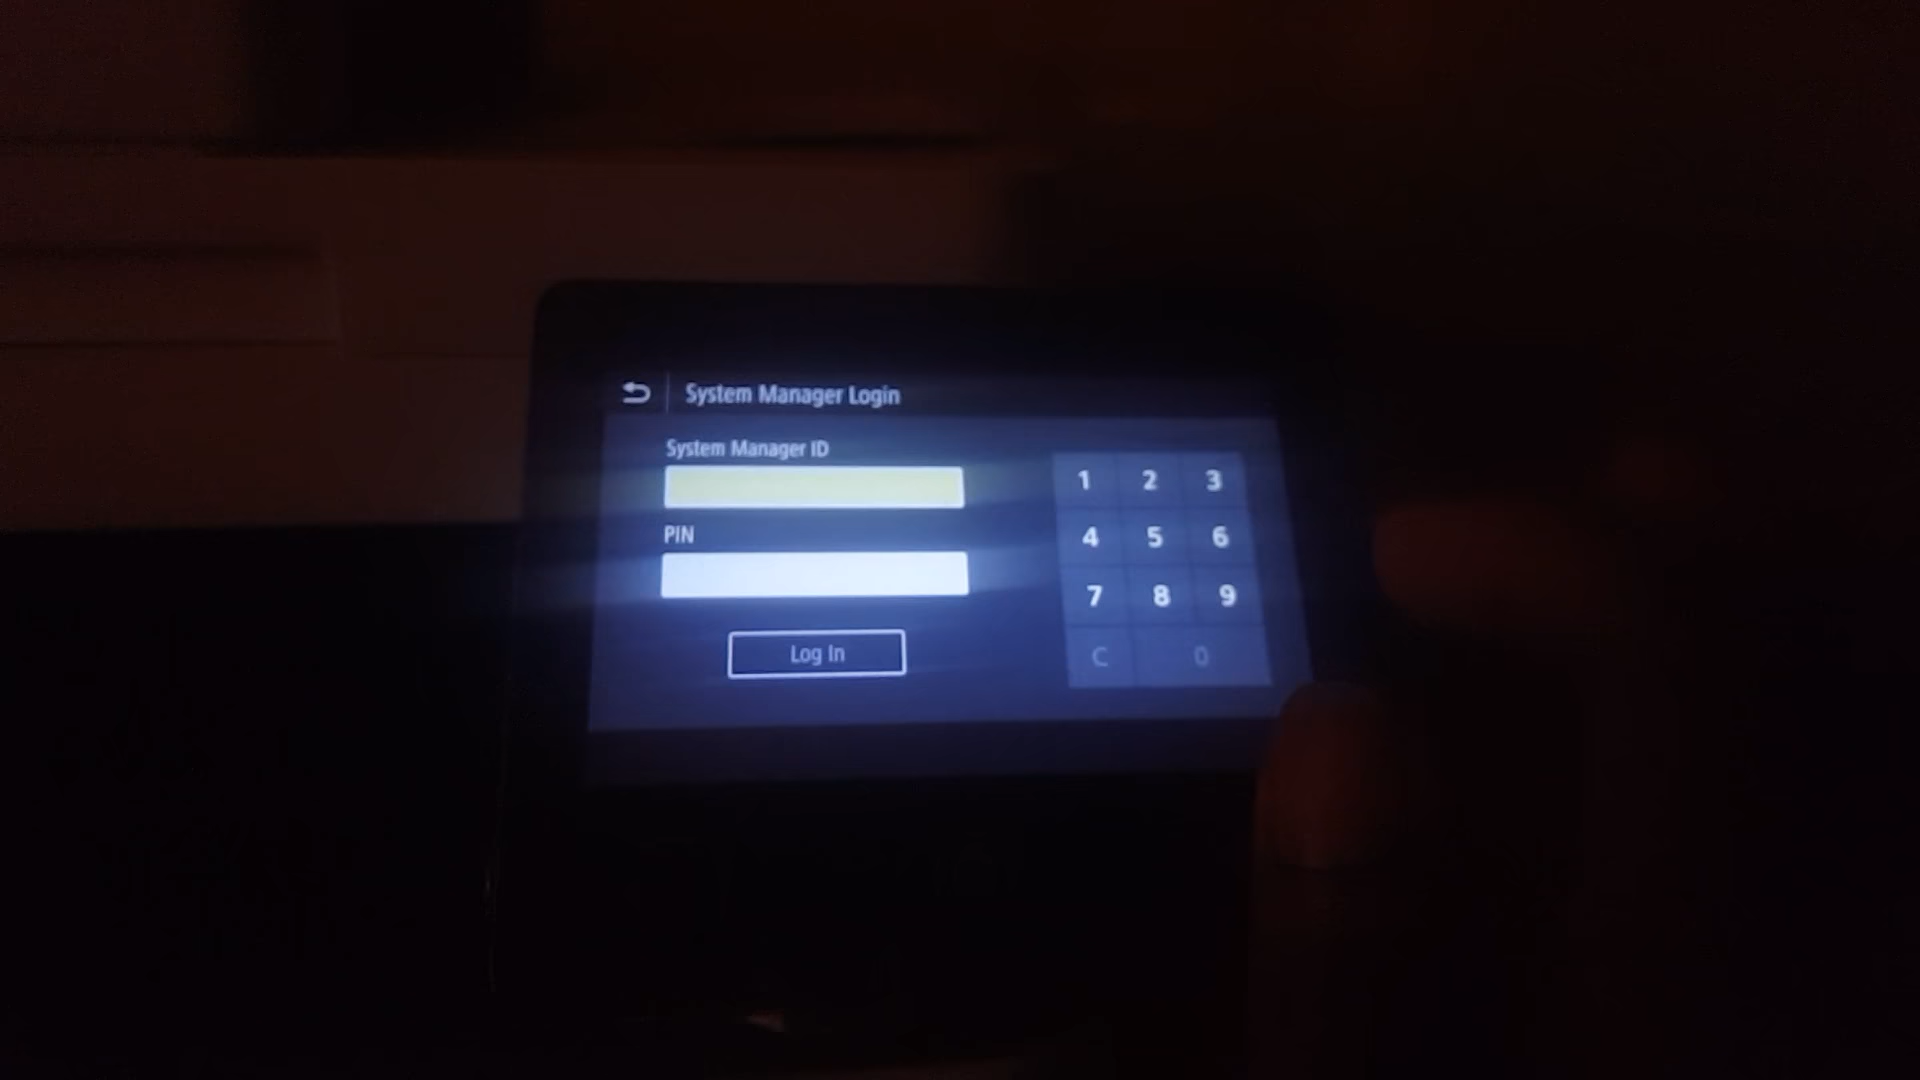 System Manager Login
System Manager ID
PIN
Log In
1 2 3
4 5 6
7 8 9
C 0